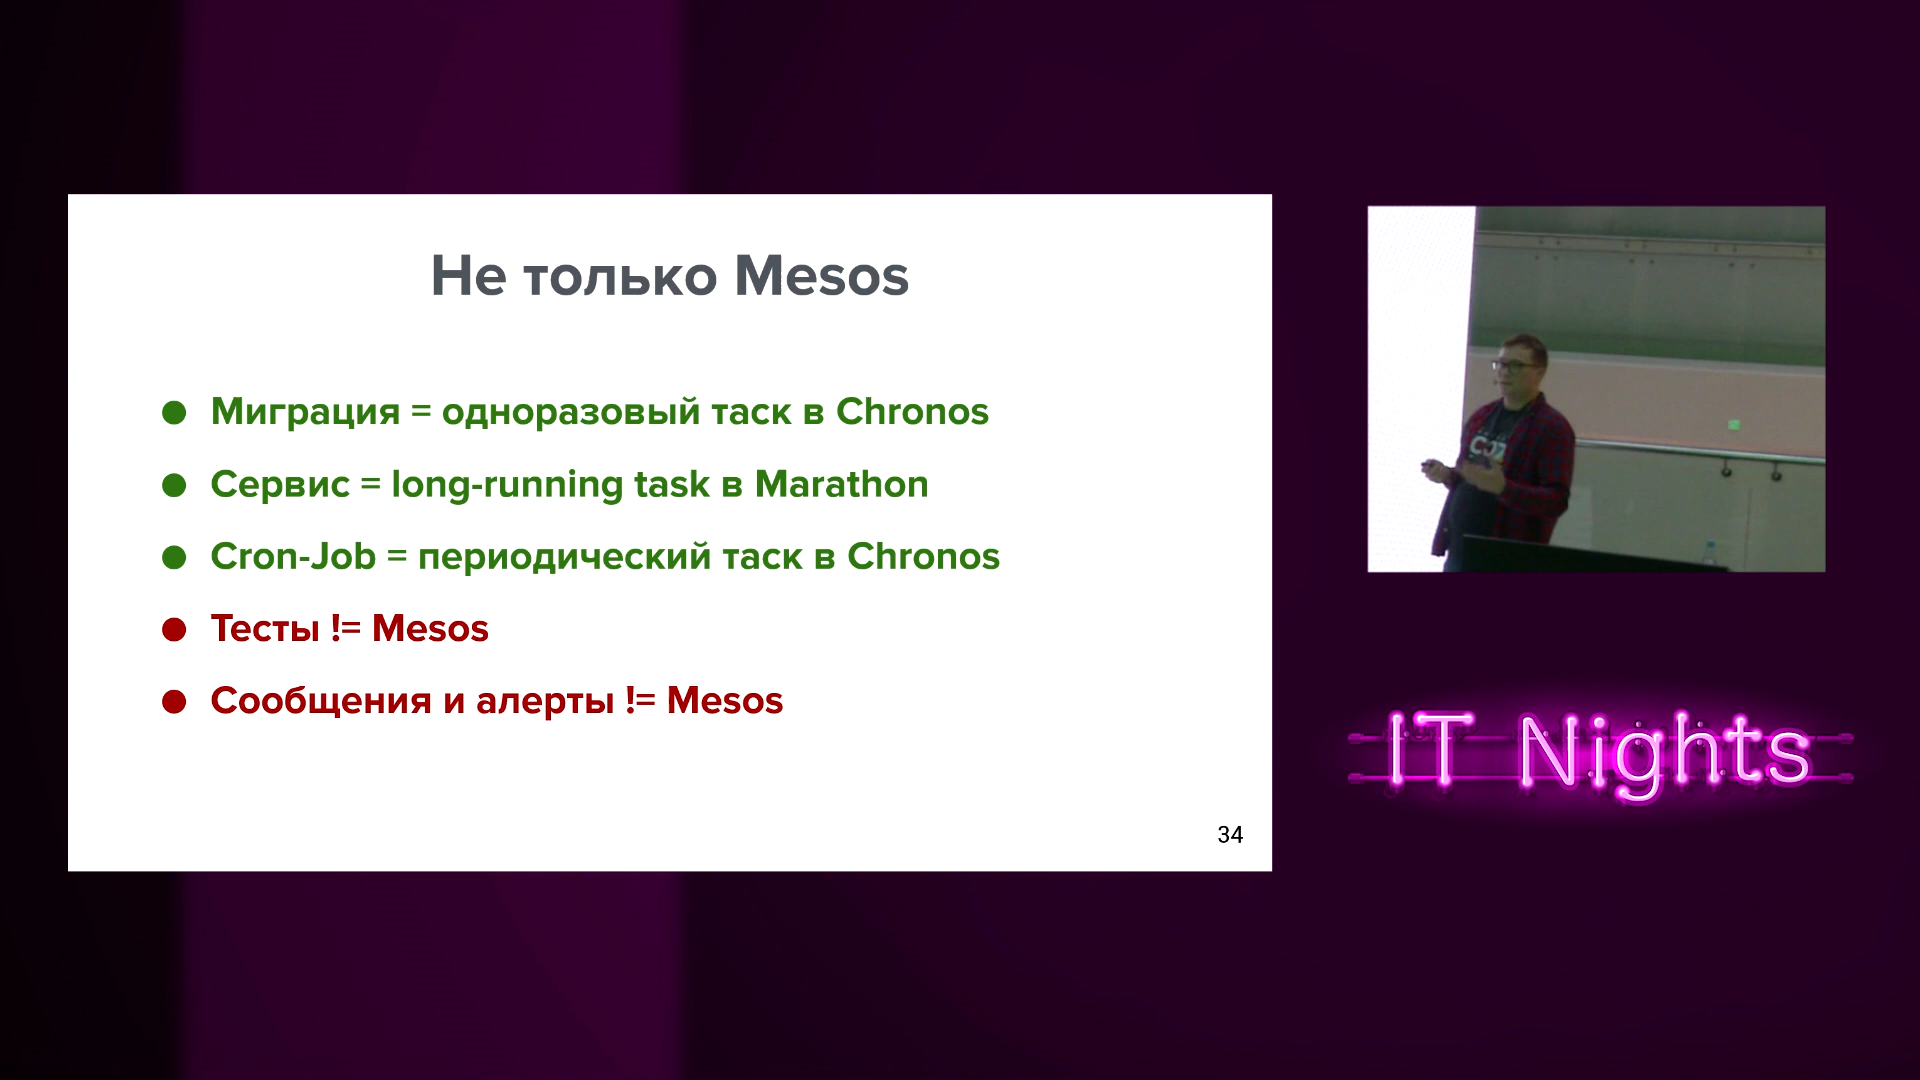 Не только Mesos
● Миграция = одноразовый таск в Chronos
● Сервис = long-running task в Marathon
● Cron-Job = периодический таск в Chronos
● Тесты != Mesos
● Сообщения и алерты != Mesos
34
IT Nights